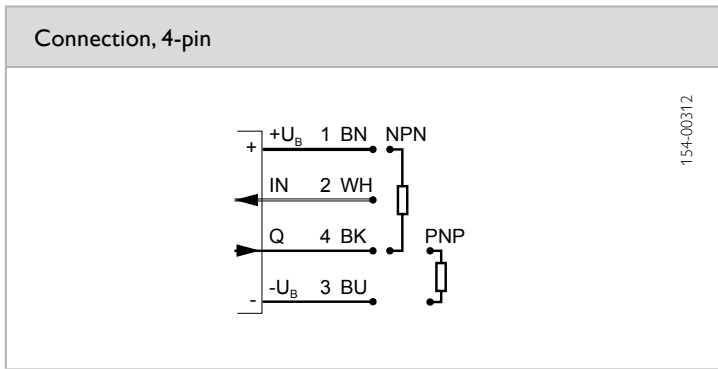 Connection, 4-pin
154-00312
+ +U_B 1 BN NPN
IN 2 WH
Q 4 BK PNP
- -U_B 3 BU